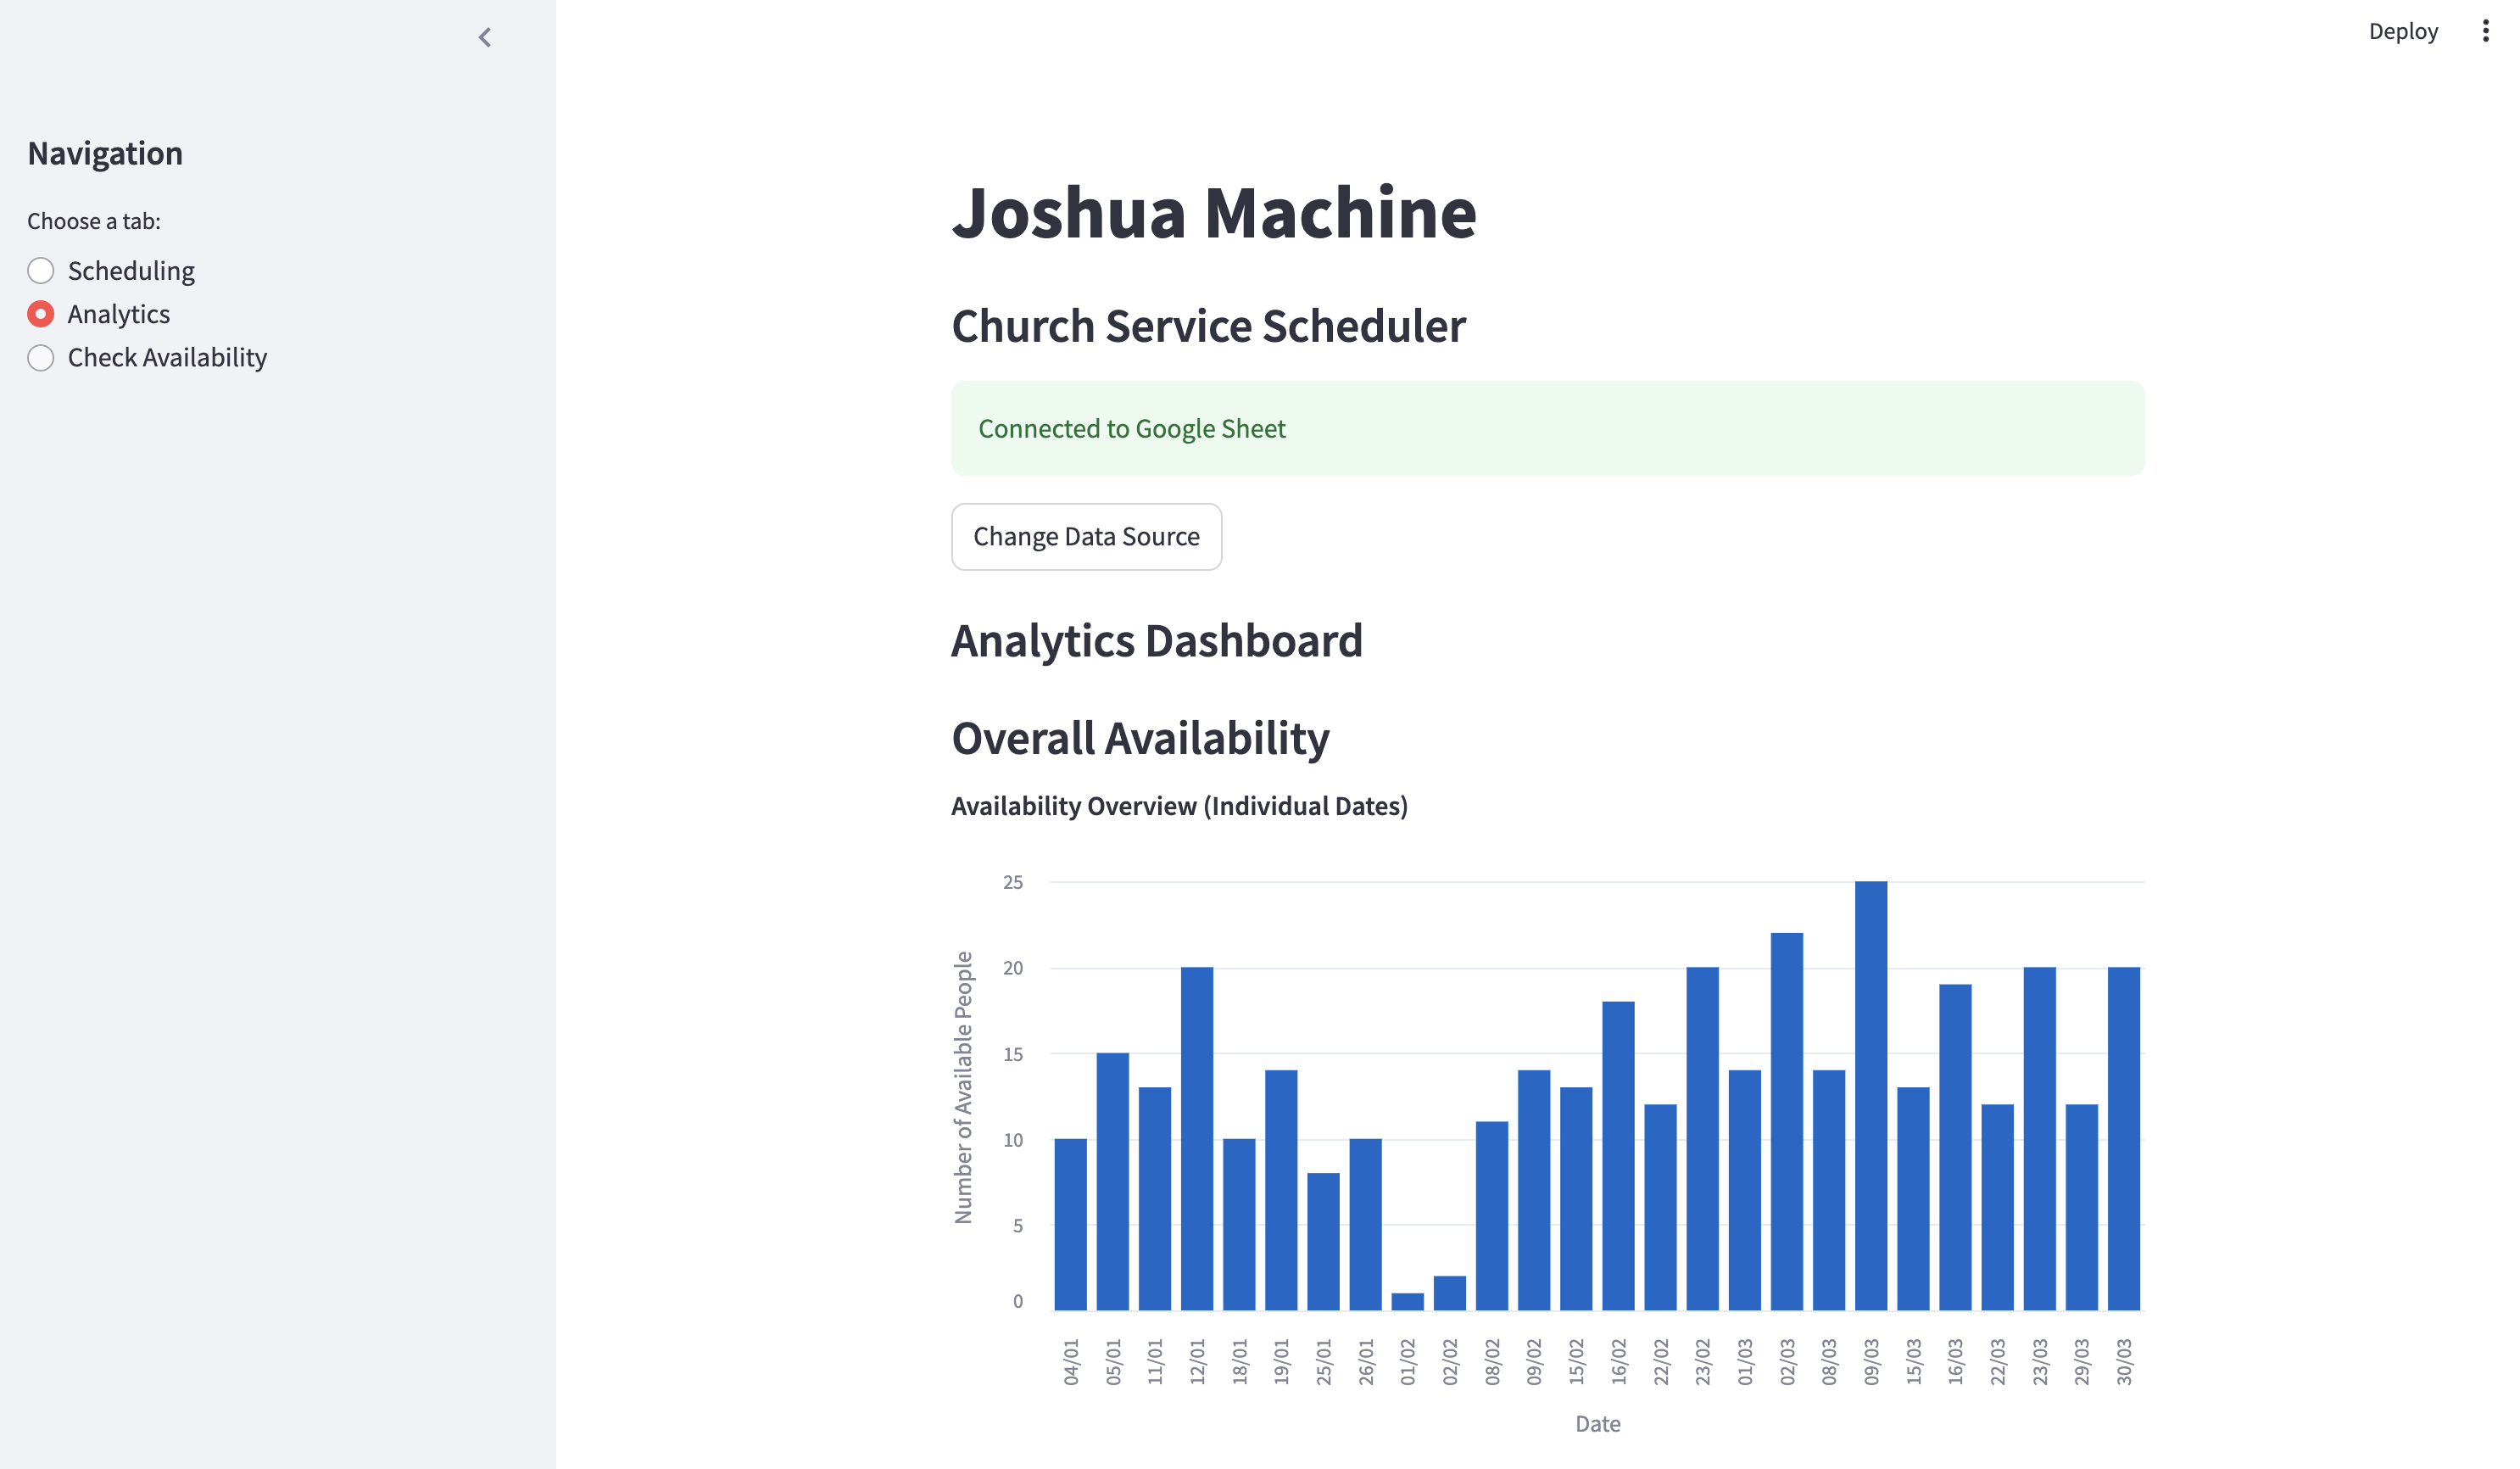 Deploy
Navigation
Choose a tab:
Scheduling
Analytics
Check Availability
Joshua Machine
Church Service Scheduler
Connected to Google Sheet
Change Data Source
Analytics Dashboard
Overall Availability
Availability Overview (Individual Dates)
Number of Available People
25
20
15
10
5
0
04/01
05/01
11/01
12/01
18/01
19/01
25/01
26/01
01/02
02/02
08/02
09/02
15/02
16/02
22/02
23/02
01/03
02/03
08/03
09/03
15/03
16/03
22/03
23/03
29/03
30/03
Date